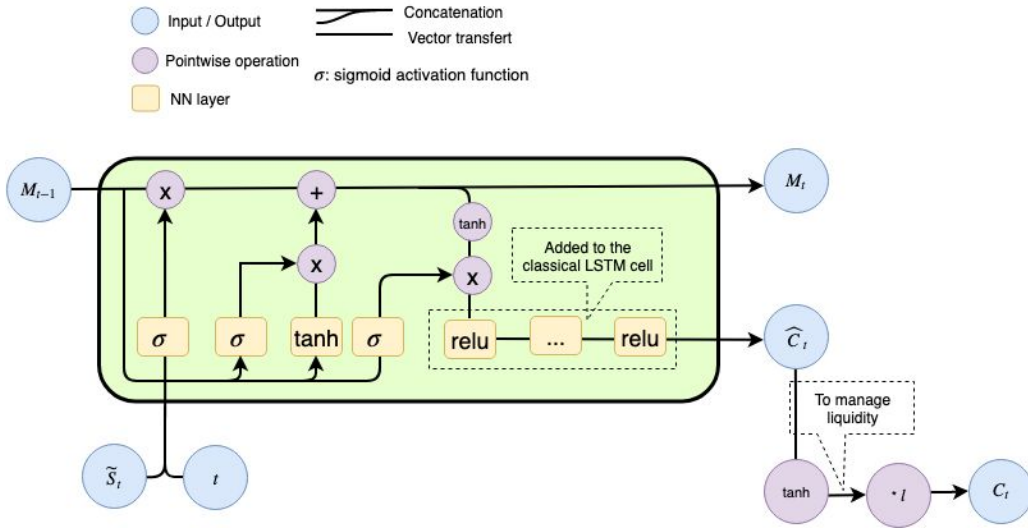 Input / Output
Concatenation
Vector transfert
Pointwise operation
σ: sigmoid activation function
NN layer
M_{t-1}
x
+
M_t
tanh
Added to the
classical LSTM cell
x
x
σ
σ
tanh
σ
relu
...
relu
Ĉ_t
To manage
liquidity
S̃_t
t
tanh
* l
C_t